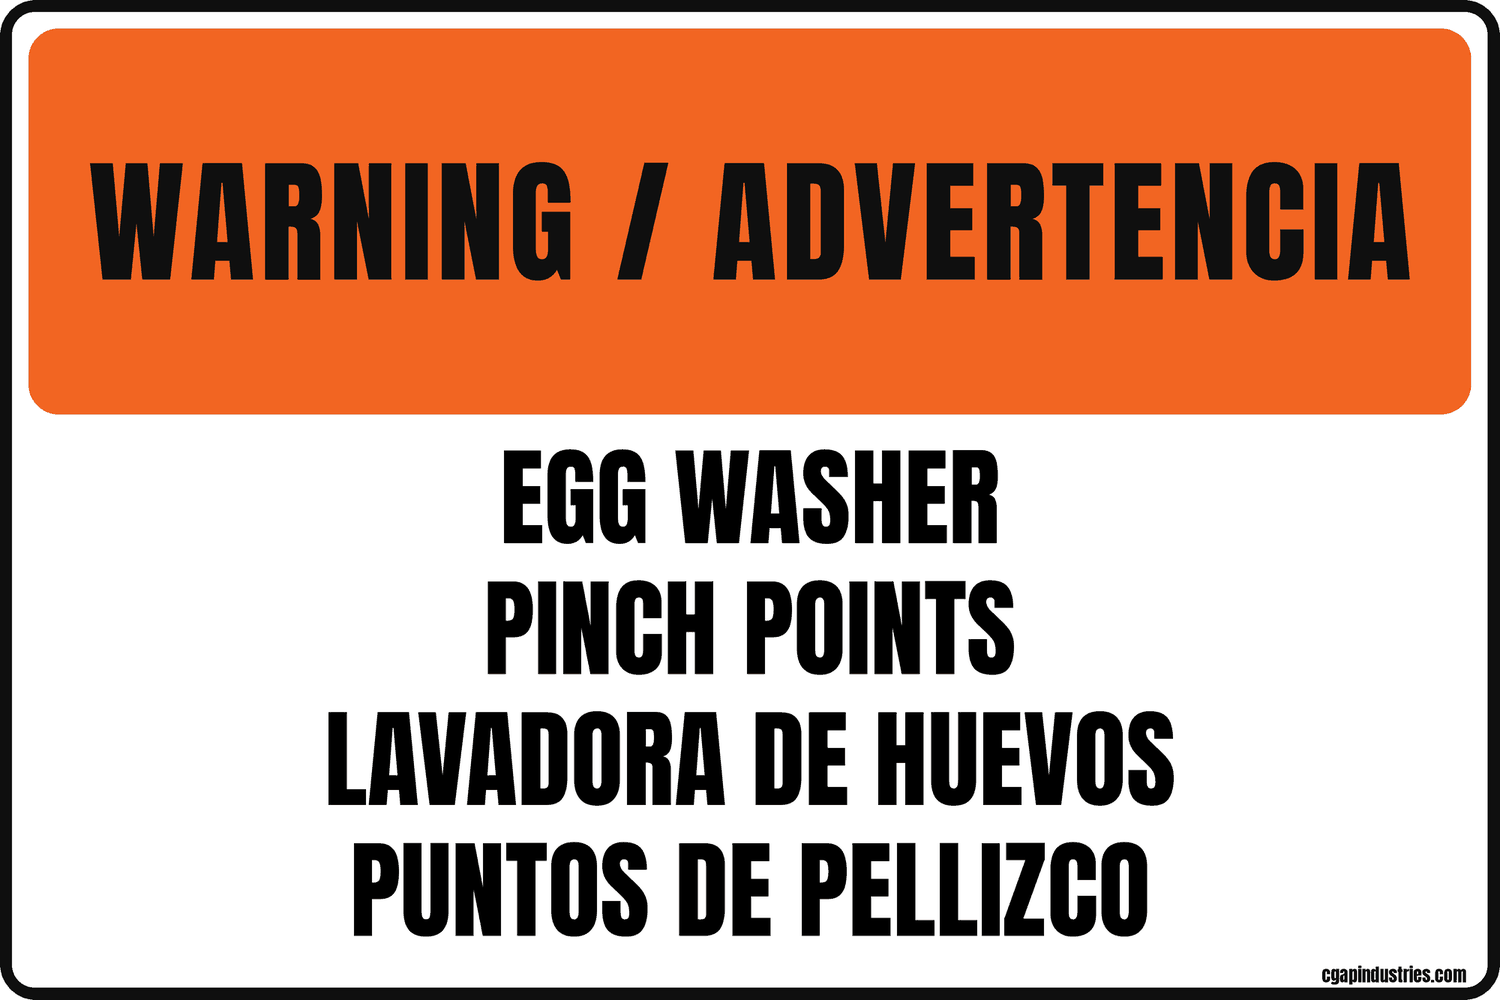 WARNING / ADVERTENCIA
EGG WASHER
PINCH POINTS
LAVADORA DE HUEVOS
PUNTOS DE PELLIZCO
cgapindustries.com